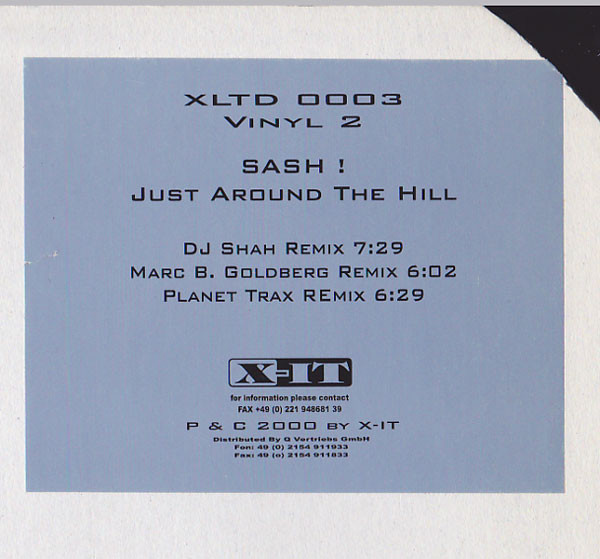 XLTD 0003
Vinyl 2
SASH !
Just Around The Hill
DJ Shah Remix 7:29
Marc B. Goldberg Remix 6:02
Planet Trax REmix 6:29
X-IT
for information please contact
FAX +49 (0) 221 948681 39
P & C 2000 by X-IT
Distributed By Q Vertriebs GmbH
Fon: 49 (0) 2154 911933
Fax: 49 (o) 2154 911833